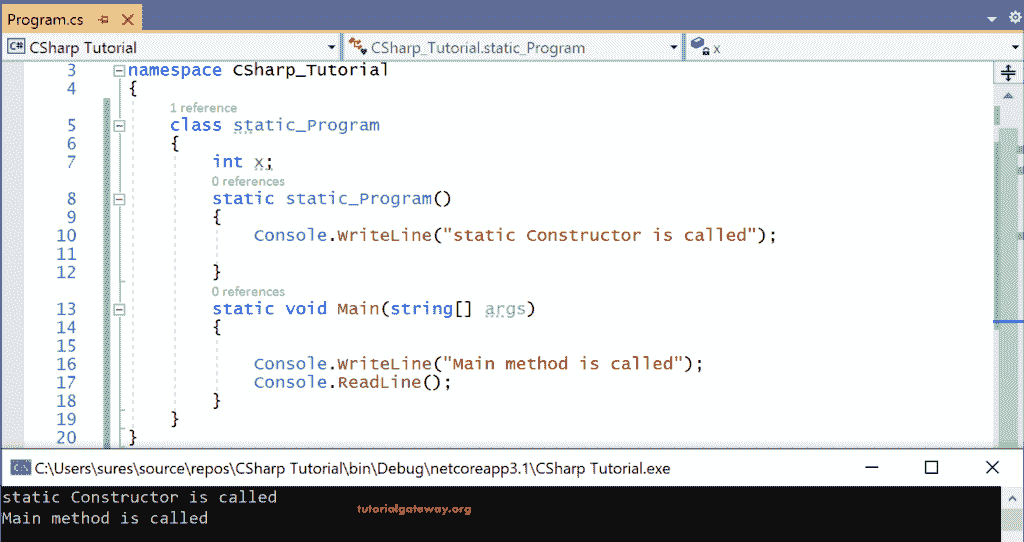 Program.cs
C# CSharp Tutorial CSharp_Tutorial.static_Program x
3 namespace CSharp_Tutorial
4 {
1 reference
5 class static_Program
6 {
7 int x;
0 references
8 static static_Program()
9 {
10 Console.WriteLine("static Constructor is called");
11
12 }
0 references
13 static void Main(string[] args)
14 {
15
16 Console.WriteLine("Main method is called");
17 Console.ReadLine();
18 }
19 }
20 }
C:\Users\sures\source\repos\CSharp Tutorial\bin\Debug\netcoreapp3.1\CSharp Tutorial.exe
static Constructor is called
Main method is called
tutorialgateway.org